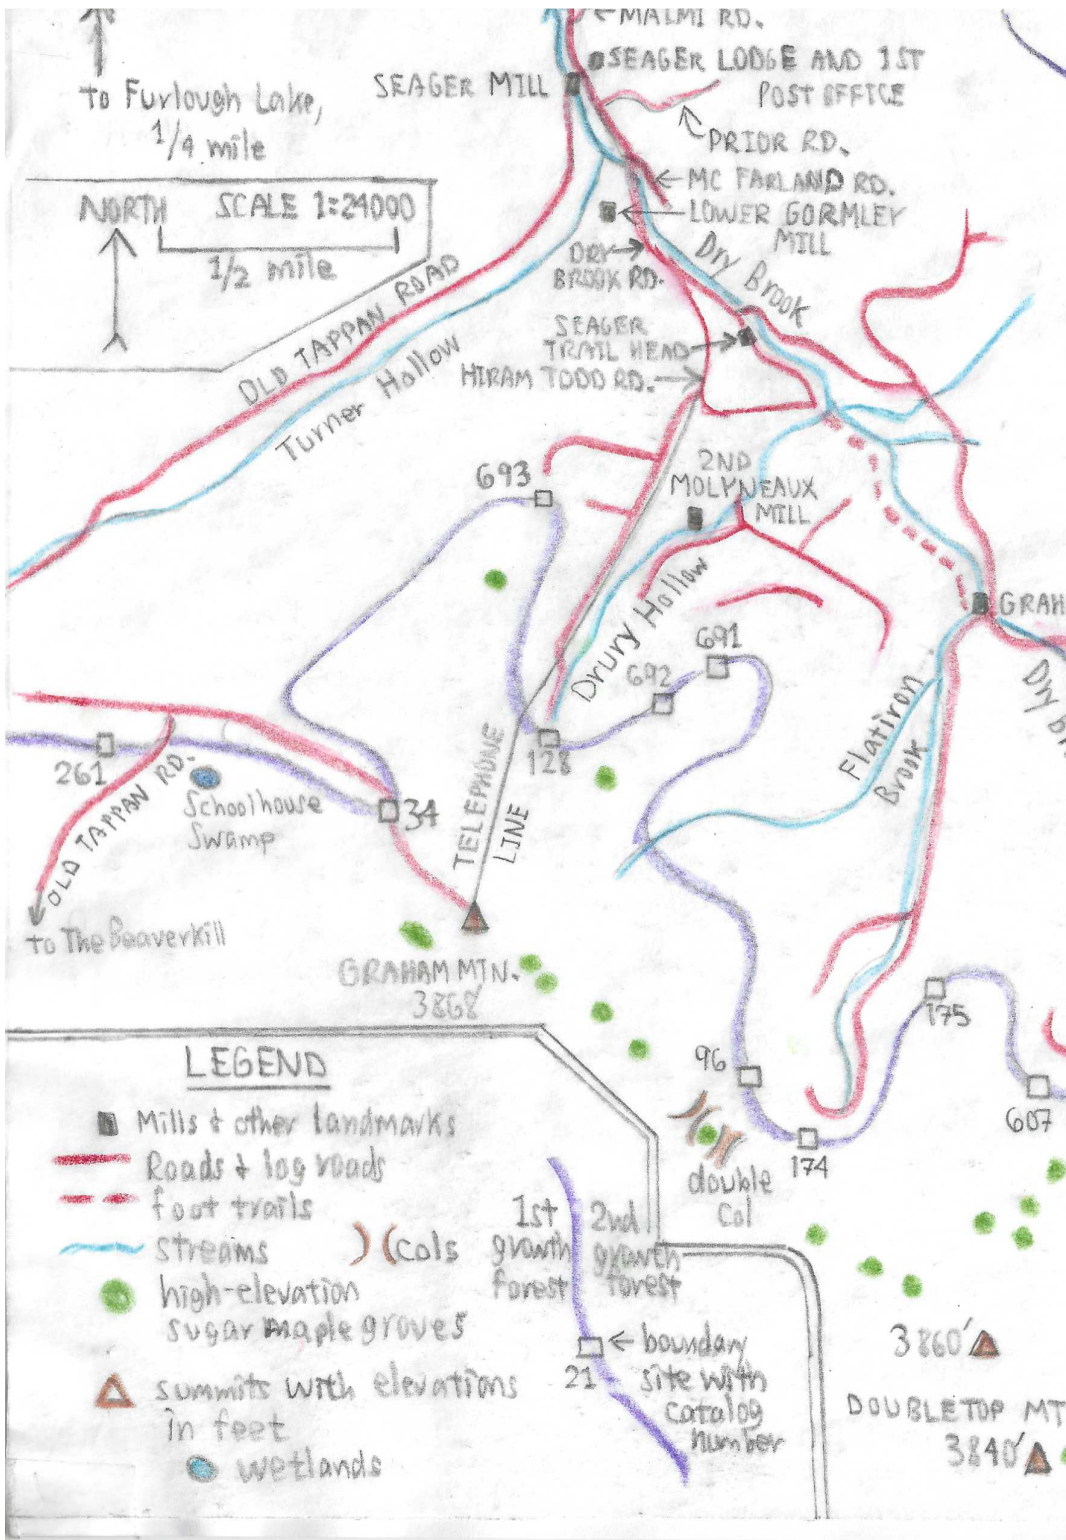 MALMI RD.
SEAGER LODGE AND 1ST
POST OFFICE
SEAGER MILL
to Furlough Lake,
1/4 mile
PRIOR RD.
MC FARLAND RD.
LOWER GORMLEY
MILL
NORTH
SCALE 1:24000
1/2 mile
DRY
BROOK RD.
Dry Brook
SEAGER
TRAIL HEAD
HIRAM TODD RD.
OLD TAPPAN ROAD
Turner Hollow
693
2ND
MOLYNEAUX
MILL
GRAH
Drury Hollow
691
692
Dry Br
128
Flatiron
Brook
TELEPHONE
LINE
261
OLD TAPPAN RD.
Schoolhouse
Swamp
34
to The Beaverkill
GRAHAM MTN.
3868'
175
96
607
174
double
col
LEGEND
Mills & other landmarks
Roads & log roads
foot trails
streams
cols
high-elevation
sugar maple groves
summits with elevations
in feet
wetlands
1st
growth
forest
2nd
growth
forest
21
boundary
site with
catalog
number
3860'
DOUBLETOP MT
3840'